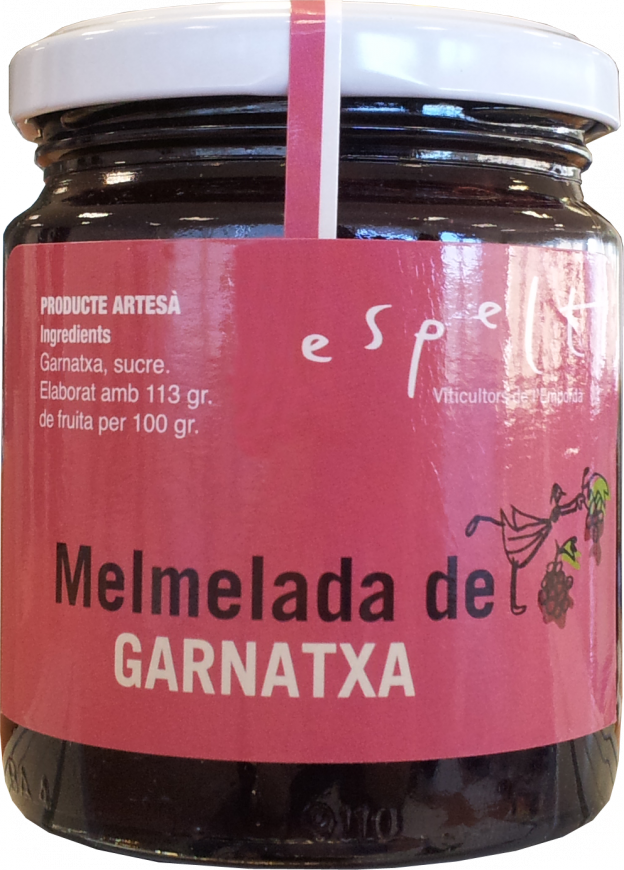 PRODUCTE ARTESÀ
Ingredients
Garnatxa, sucre.
Elaborat amb 113 gr.
de fruita per 100 gr.
espelt
Viticultors de l'Empordà
Melmelada de
GARNATXA